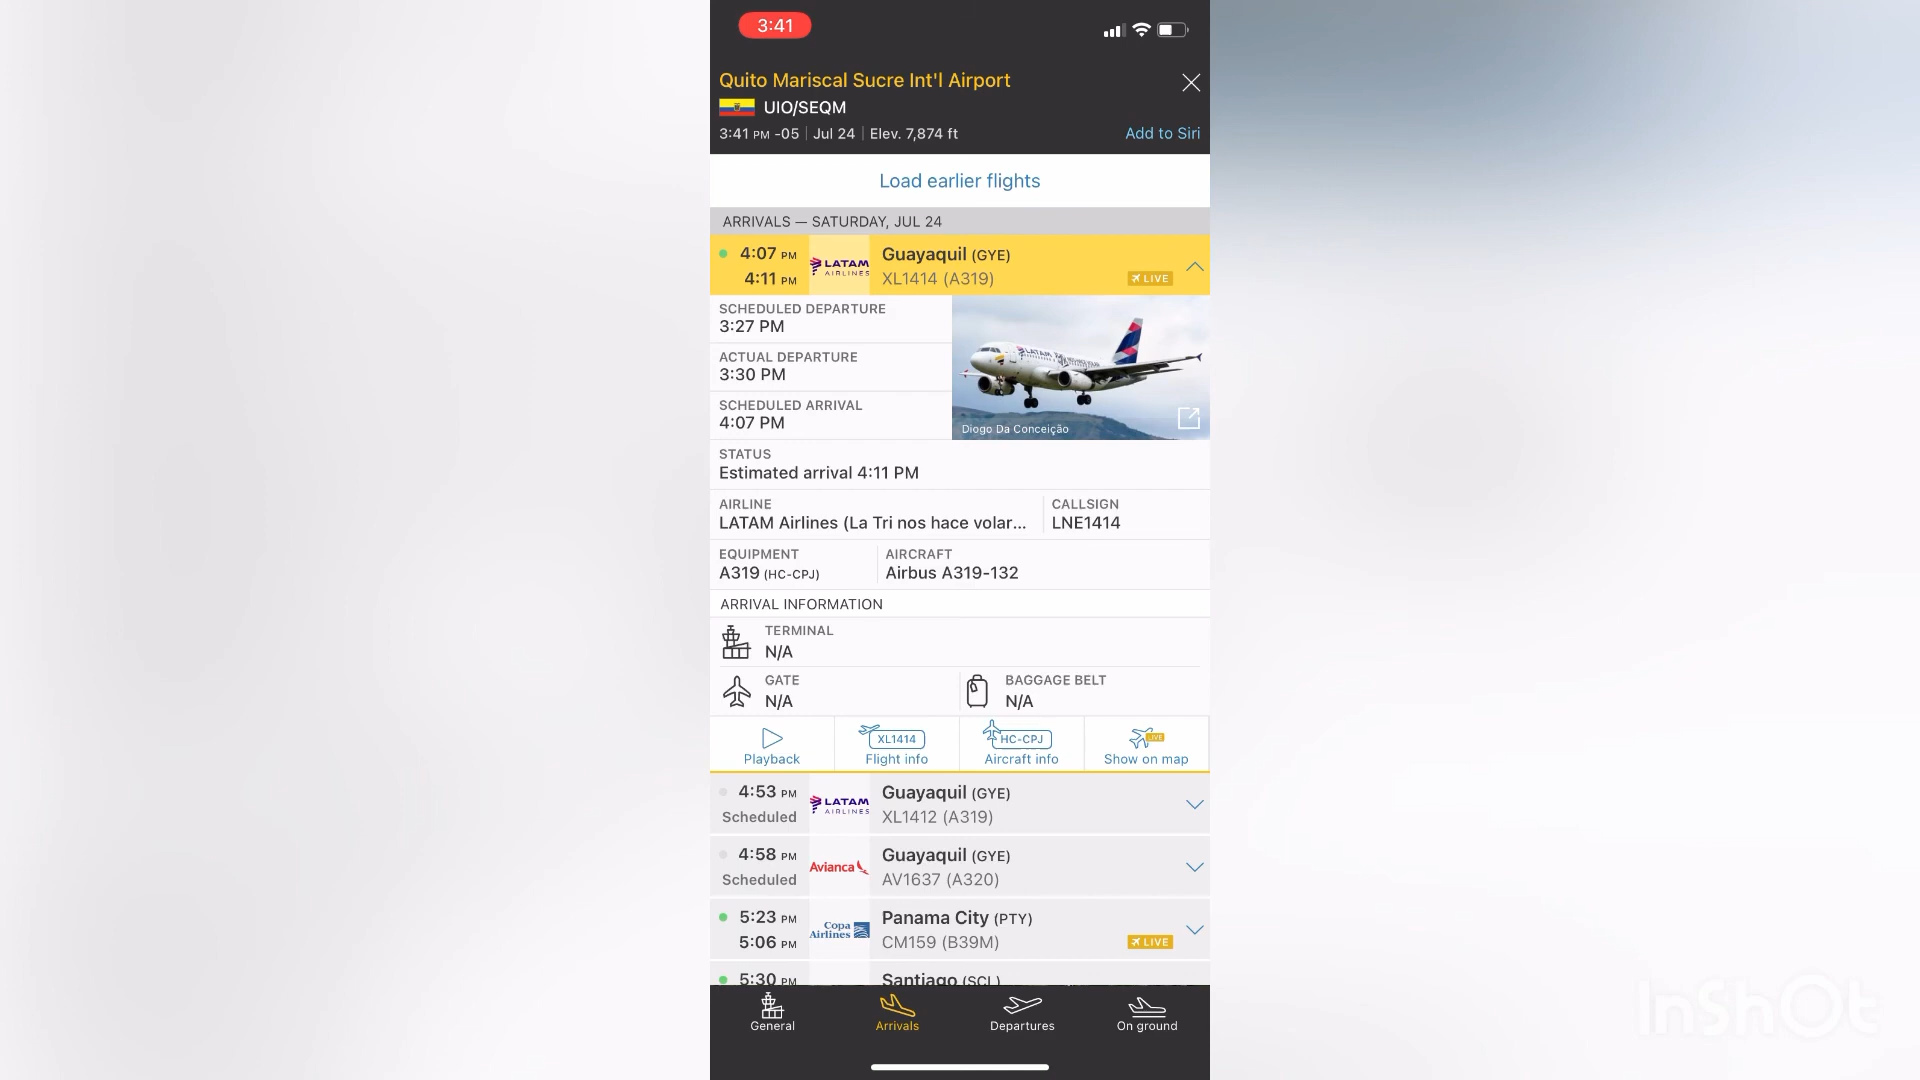 3:41
Quito Mariscal Sucre Int'l Airport
UIO/SEQM
3:41 PM -05 | Jul 24 | Elev. 7,874 ft
Add to Siri
Load earlier flights
ARRIVALS — SATURDAY, JUL 24
4:07 PM
4:11 PM
LATAM AIRLINES
Guayaquil (GYE)
XL1414 (A319)
LIVE
SCHEDULED DEPARTURE
3:27 PM
ACTUAL DEPARTURE
3:30 PM
SCHEDULED ARRIVAL
4:07 PM
LATAM
Diogo Da Conceição
STATUS
Estimated arrival 4:11 PM
AIRLINE
LATAM Airlines (La Tri nos hace volar...
CALLSIGN
LNE1414
EQUIPMENT
A319 (HC-CPJ)
AIRCRAFT
Airbus A319-132
ARRIVAL INFORMATION
TERMINAL
N/A
GATE
N/A
BAGGAGE BELT
N/A
Playback
XL1414
Flight info
HC-CPJ
Aircraft info
LIVE
Show on map
4:53 PM
Scheduled
LATAM AIRLINES
Guayaquil (GYE)
XL1412 (A319)
4:58 PM
Scheduled
Avianca
Guayaquil (GYE)
AV1637 (A320)
5:23 PM
5:06 PM
Copa Airlines
Panama City (PTY)
CM159 (B39M)
LIVE
5:30 PM
Santiago (SCL)
General
Arrivals
Departures
On ground
InShOt